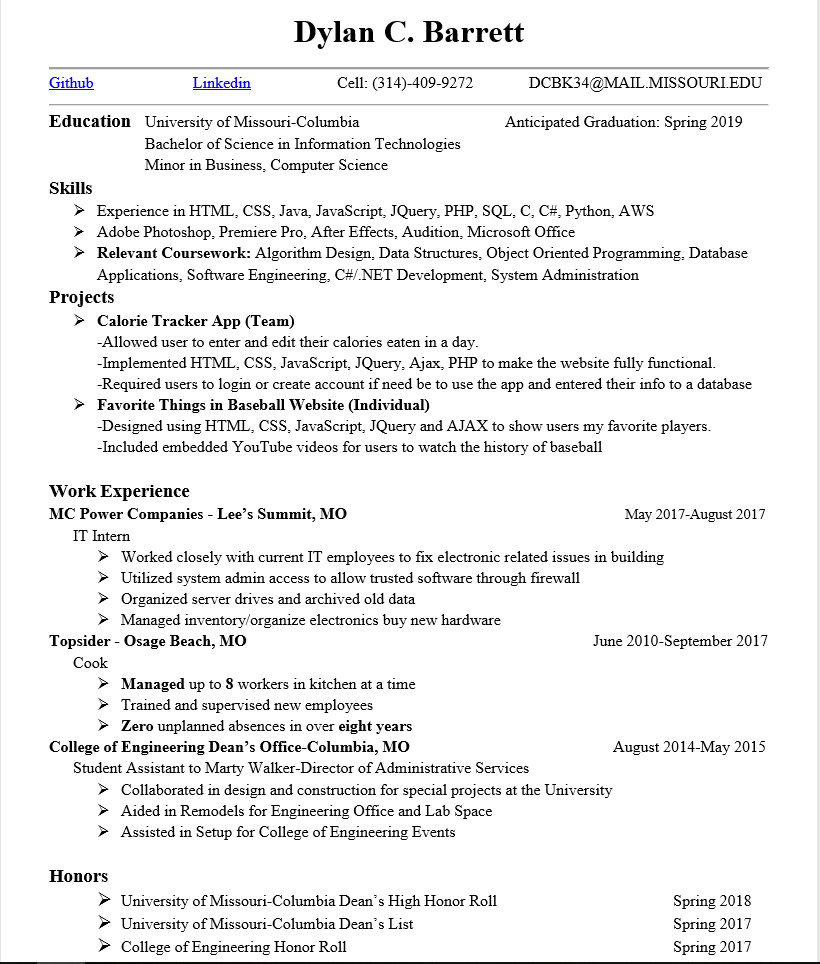 Dylan C. Barrett
Github Linkedin Cell: (314)-409-9272 DCBK34@MAIL.MISSOURI.EDU
Education University of Missouri-Columbia Anticipated Graduation: Spring 2019
Bachelor of Science in Information Technologies
Minor in Business, Computer Science
Skills
➢ Experience in HTML, CSS, Java, JavaScript, JQuery, PHP, SQL, C, C#, Python, AWS
➢ Adobe Photoshop, Premiere Pro, After Effects, Audition, Microsoft Office
➢ Relevant Coursework: Algorithm Design, Data Structures, Object Oriented Programming, Database
Applications, Software Engineering, C#/.NET Development, System Administration
Projects
➢ Calorie Tracker App (Team)
-Allowed user to enter and edit their calories eaten in a day.
-Implemented HTML, CSS, JavaScript, JQuery, Ajax, PHP to make the website fully functional.
-Required users to login or create account if need be to use the app and entered their info to a database
➢ Favorite Things in Baseball Website (Individual)
-Designed using HTML, CSS, JavaScript, JQuery and AJAX to show users my favorite players.
-Included embedded YouTube videos for users to watch the history of baseball
Work Experience
MC Power Companies - Lee’s Summit, MO May 2017-August 2017
IT Intern
➢ Worked closely with current IT employees to fix electronic related issues in building
➢ Utilized system admin access to allow trusted software through firewall
➢ Organized server drives and archived old data
➢ Managed inventory/organize electronics buy new hardware
Topsider - Osage Beach, MO June 2010-September 2017
Cook
➢ Managed up to 8 workers in kitchen at a time
➢ Trained and supervised new employees
➢ Zero unplanned absences in over eight years
College of Engineering Dean’s Office-Columbia, MO August 2014-May 2015
Student Assistant to Marty Walker-Director of Administrative Services
➢ Collaborated in design and construction for special projects at the University
➢ Aided in Remodels for Engineering Office and Lab Space
➢ Assisted in Setup for College of Engineering Events
Honors
➢ University of Missouri-Columbia Dean’s High Honor Roll Spring 2018
➢ University of Missouri-Columbia Dean’s List Spring 2017
➢ College of Engineering Honor Roll Spring 2017